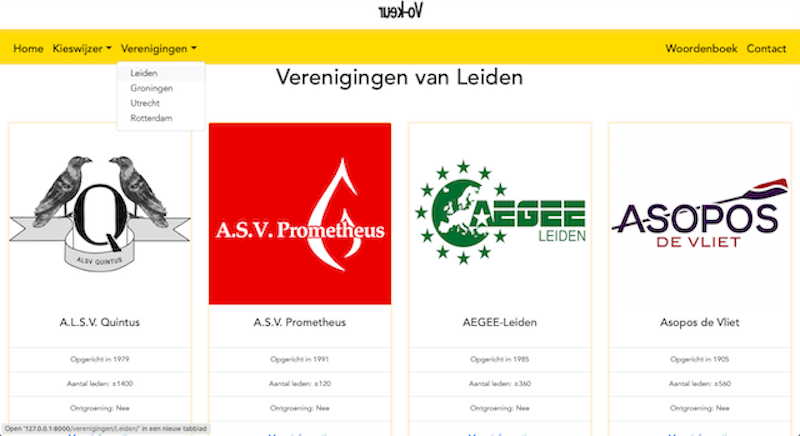 Vo-keur
Home Kieswijzer Verenigingen Woordenboek Contact
Leiden
Groningen
Utrecht
Rotterdam
Verenigingen van Leiden
Q
ALSV QUINTUS
A.S.V. Prometheus
AEGEE
LEIDEN
ASOPOS
DE VLIET
A.L.S.V. Quintus A.S.V. Prometheus AEGEE-Leiden Asopos de Vliet
Opgericht in 1979 Opgericht in 1991 Opgericht in 1985 Opgericht in 1905
Aantal leden: ±1400 Aantal leden: ±120 Aantal leden: ±360 Aantal leden: ±560
Ontgroening: Nee Ontgroening: Nee Ontgroening: Nee Ontgroening: Nee
Open '127.0.0.1:8000/verenigingen/Leiden/' in een nieuw tabblad